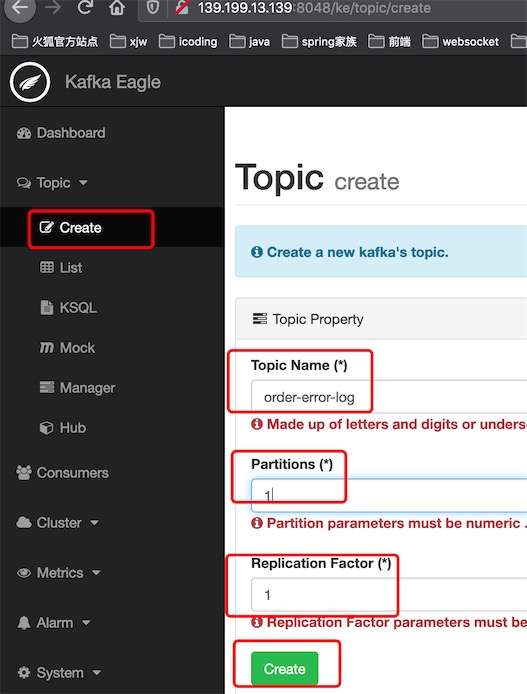 139.199.13.139:8048/ke/topic/create
火狐官方站点 xjw icoding java spring家族 前端 websocket
Kafka Eagle
Dashboard
Topic
Create
List
KSQL
Mock
Manager
Hub
Consumers
Cluster
Metrics
Alarm
System
Topic create
Create a new kafka's topic.
Topic Property
Topic Name (*)
order-error-log
Made up of letters and digits or unders
Partitions (*)
1
Partition parameters must be numeric .
Replication Factor (*)
1
Replication Factor parameters must be
Create